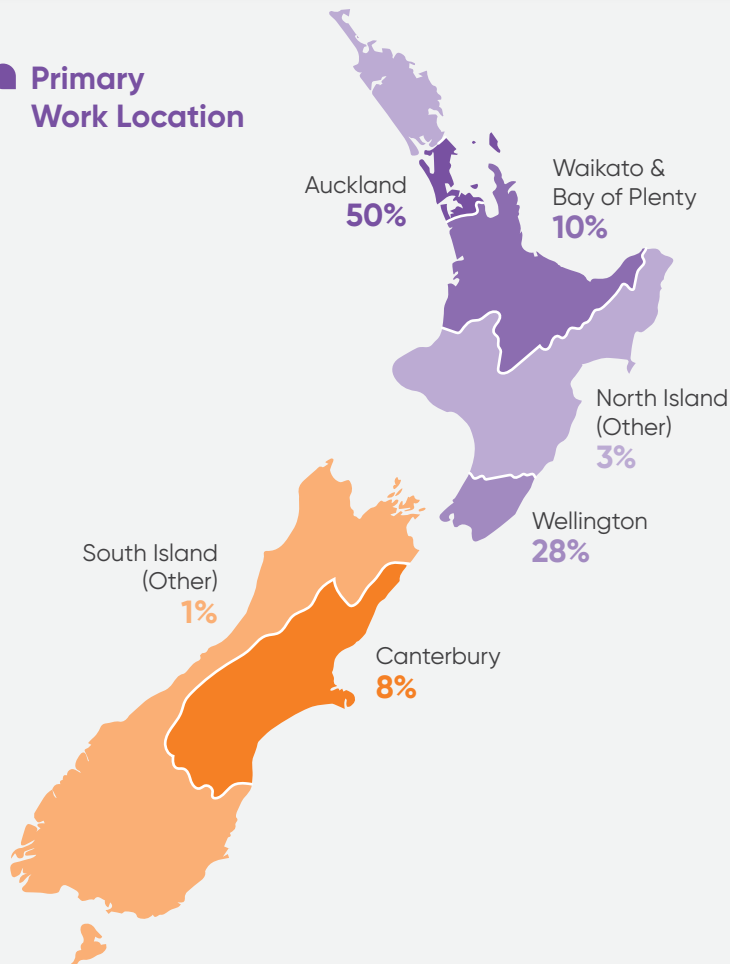 Primary
Work Location
Auckland
50%
Waikato &
Bay of Plenty
10%
North Island
(Other)
3%
Wellington
28%
South Island
(Other)
1%
Canterbury
8%